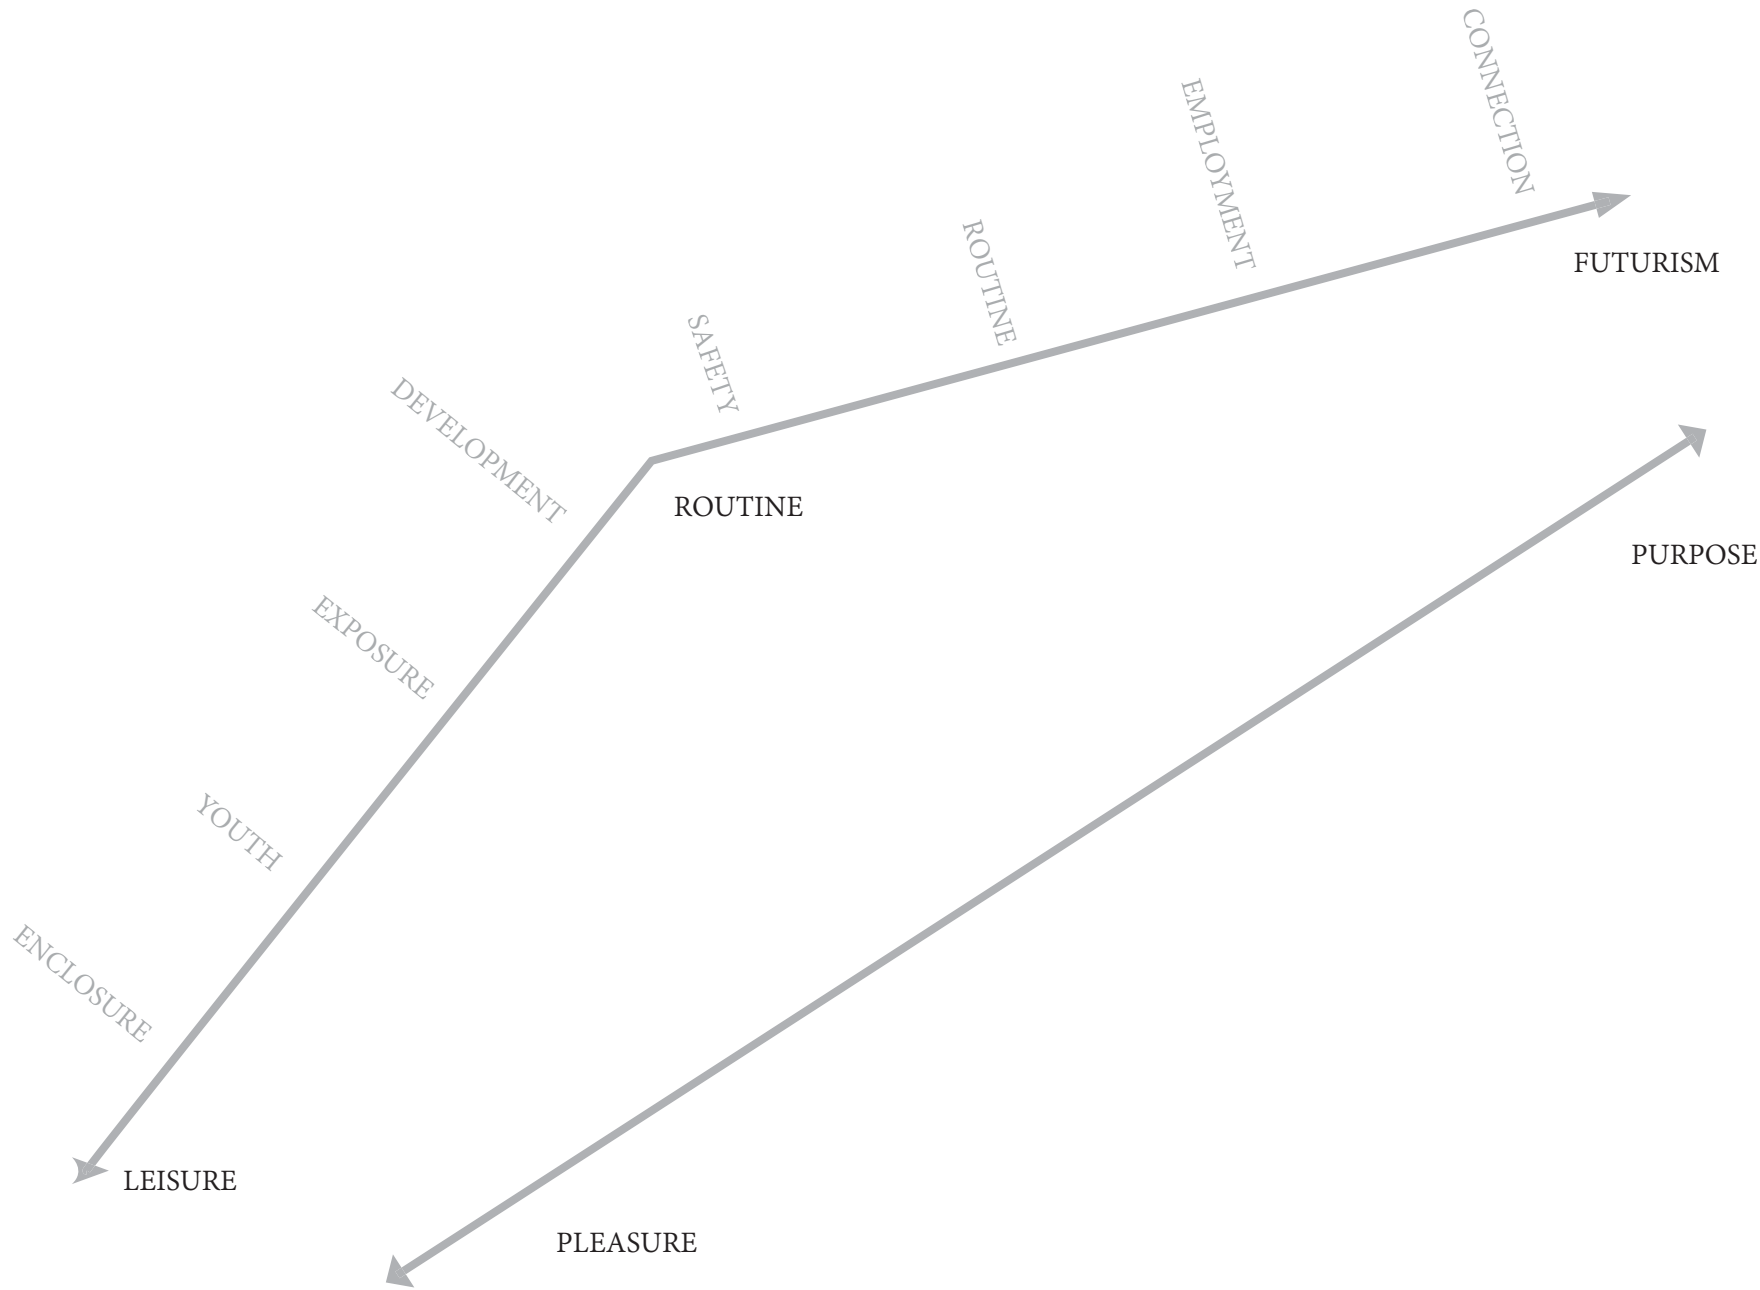 CONNECTION
EMPLOYMENT
ROUTINE
FUTURISM
SAFETY
DEVELOPMENT
ROUTINE
PURPOSE
EXPOSURE
YOUTH
ENCLOSURE
LEISURE
PLEASURE